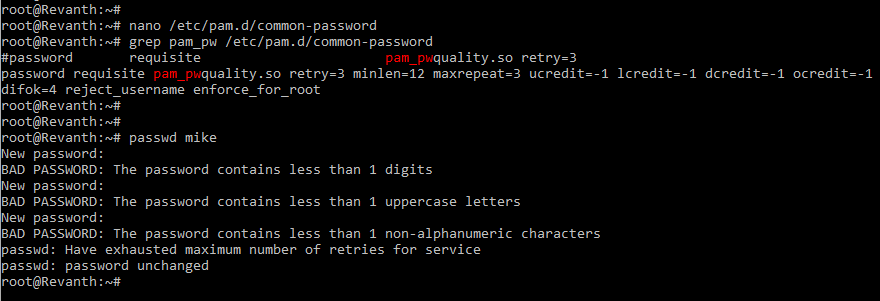 root@Revanth:~#
root@Revanth:~# nano /etc/pam.d/common-password
root@Revanth:~# grep pam_pw /etc/pam.d/common-password
#password       requisite                       pam_pwquality.so retry=3
password requisite pam_pwquality.so retry=3 minlen=12 maxrepeat=3 ucredit=-1 lcredit=-1 dcredit=-1 ocredit=-1
difok=4 reject_username enforce_for_root
root@Revanth:~#
root@Revanth:~#
root@Revanth:~# passwd mike
New password:
BAD PASSWORD: The password contains less than 1 digits
New password:
BAD PASSWORD: The password contains less than 1 uppercase letters
New password:
BAD PASSWORD: The password contains less than 1 non-alphanumeric characters
passwd: Have exhausted maximum number of retries for service
passwd: password unchanged
root@Revanth:~#